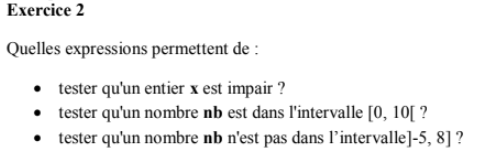 Exercice 2
Quelles expressions permettent de :
• tester qu'un entier x est impair ?
• tester qu'un nombre nb est dans l'intervalle [0, 10[ ?
• tester qu'un nombre nb n'est pas dans l’intervalle]-5, 8] ?